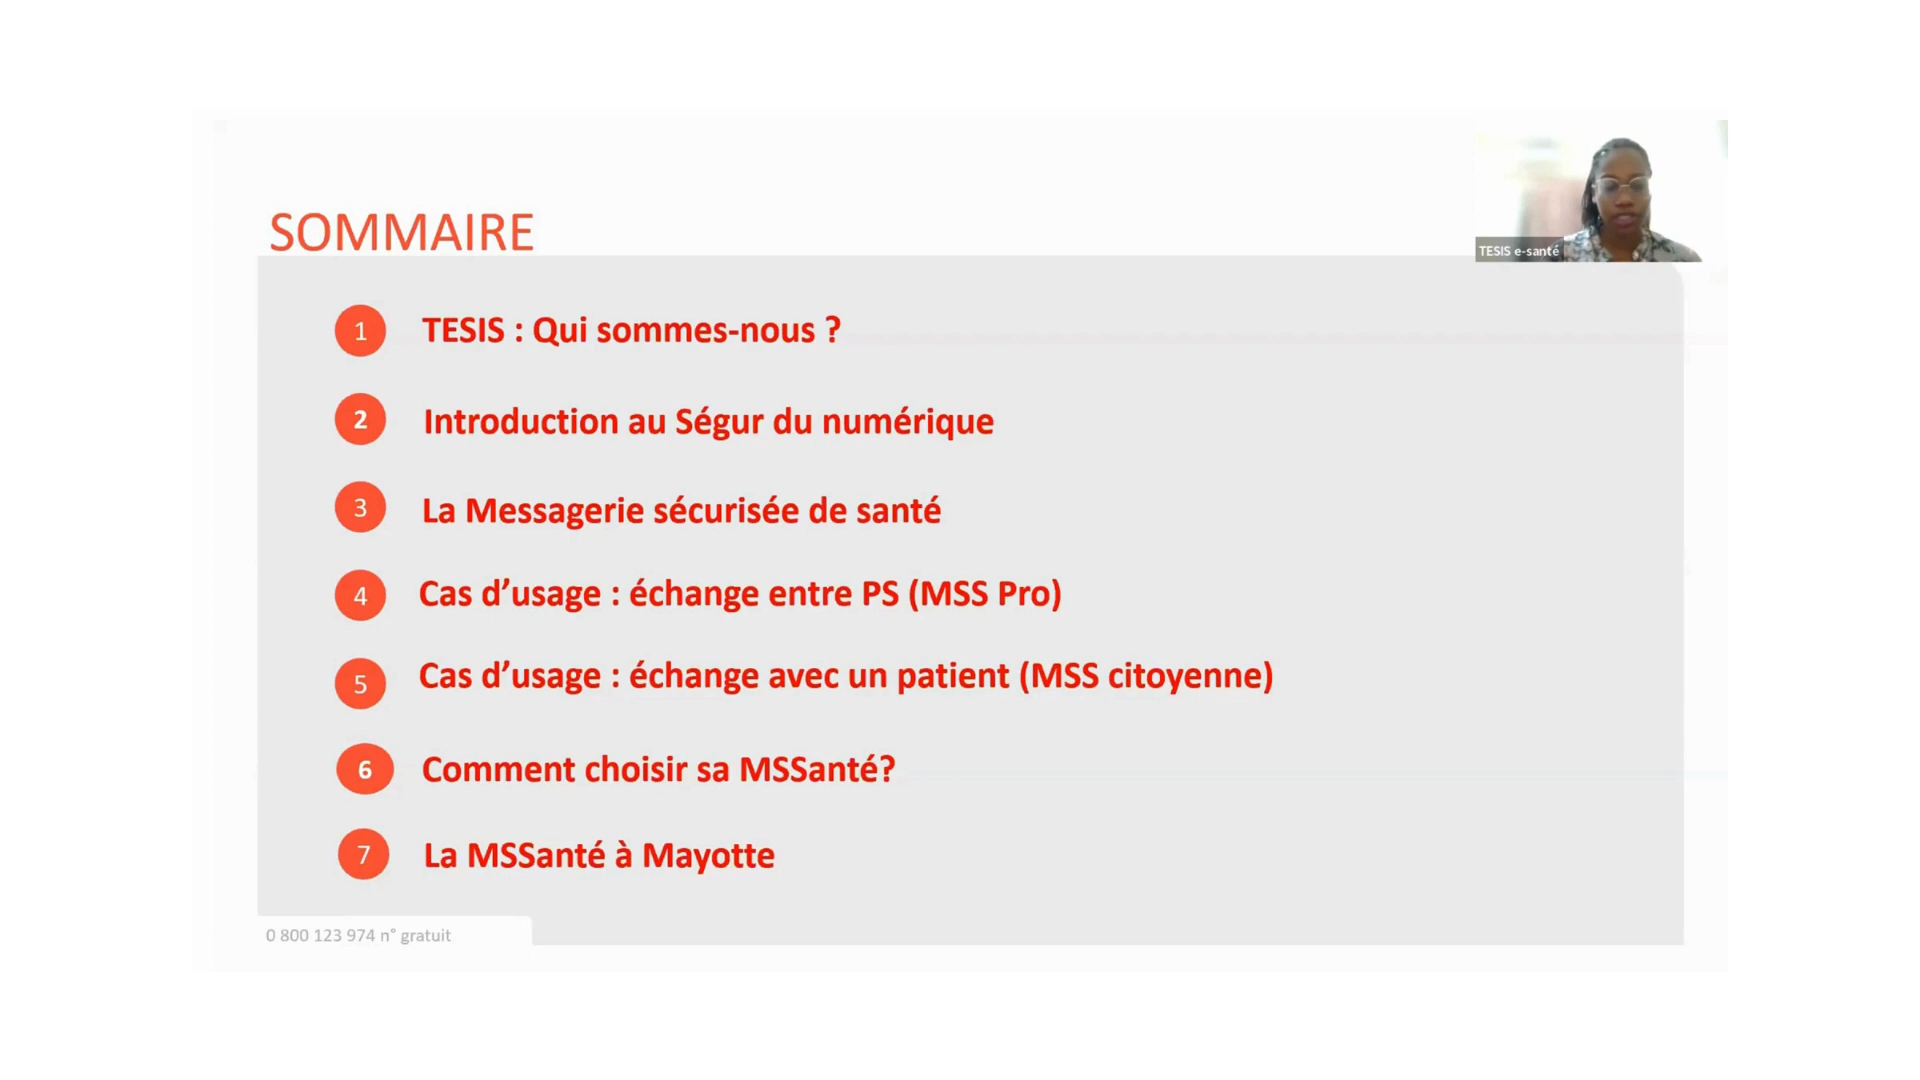 TESIS e-santé
SOMMAIRE
1 TESIS : Qui sommes-nous ?
2 Introduction au Ségur du numérique
3 La Messagerie sécurisée de santé
4 Cas d’usage : échange entre PS (MSS Pro)
5 Cas d’usage : échange avec un patient (MSS citoyenne)
6 Comment choisir sa MSSanté?
7 La MSSanté à Mayotte
0 800 123 974 n° gratuit